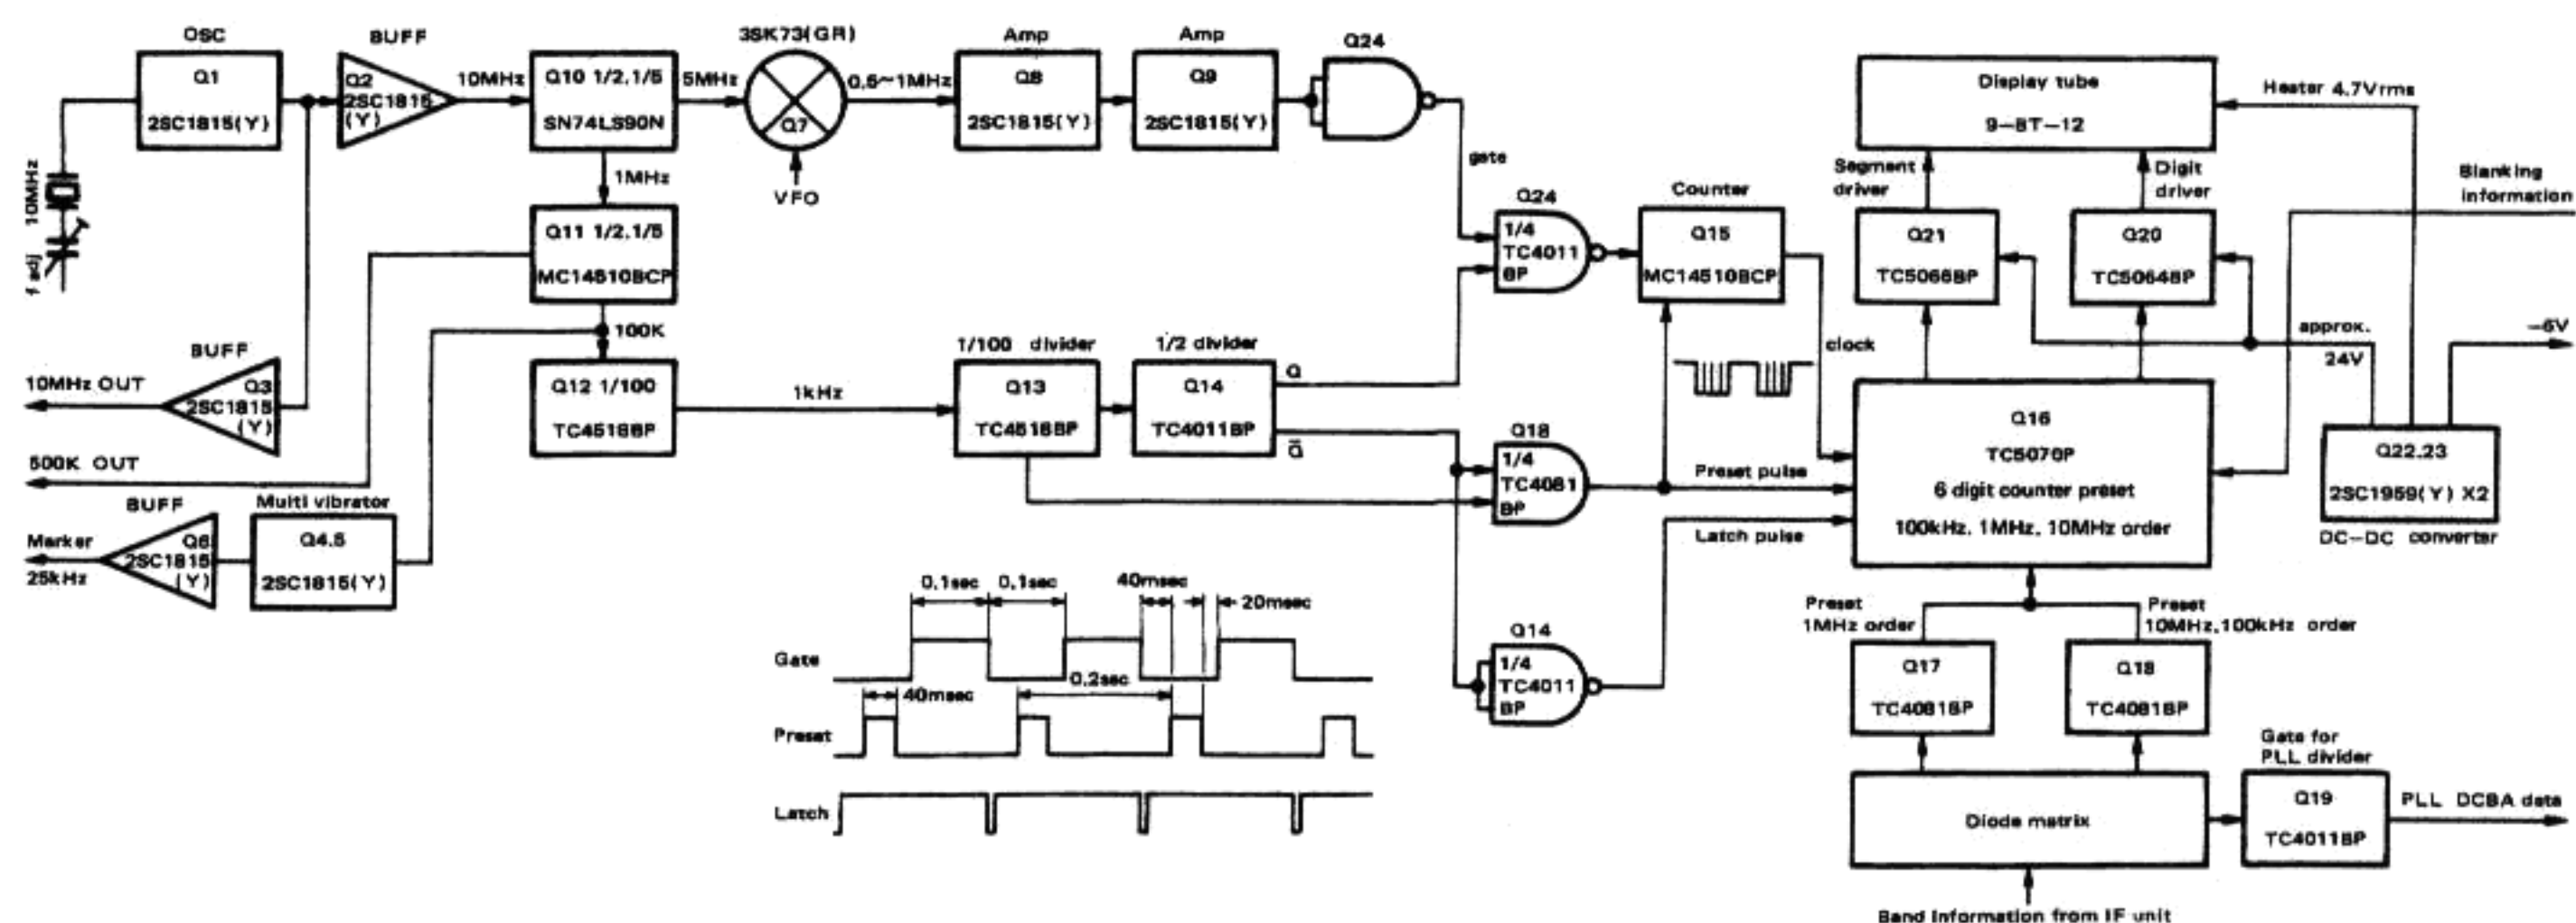 OSC
Q1
2SC1815(Y)
BUFF
Q2
2SC1815
(Y)
10MHz
Q10 1/2,1/5
SN74LS90N
5MHz
3SK73(GR)
Q7
VFO
0.5~1MHz
Amp
Q8
2SC1815(Y)
Amp
Q9
2SC1815(Y)
Q24
gate
10MHz
f adj
1MHz
Q11 1/2,1/5
MC14510BCP
100K
Q12 1/100
TC4518BP
1kHz
BUFF
10MHz OUT
Q3
2SC1815
(Y)
500K OUT
BUFF
Marker
25kHz
Q6
2SC1815
(Y)
Multi vibrator
Q4.5
2SC1815(Y)
1/100 divider
Q13
TC4518BP
1/2 divider
Q14
TC4011BP
Q
Q̄
Q24
1/4
TC4011
BP
Counter
Q15
MC14510BCP
clock
Q18
1/4
TC4081
BP
Preset pulse
Latch pulse
Q14
1/4
TC4011
BP
Display tube
9-BT-12
Heater 4.7Vrms
Segment
driver
Digit
driver
Blanking
information
Q21
TC5066BP
Q20
TC5064BP
approx.
24V
-6V
Q16
TC5070P
6 digit counter preset
100kHz, 1MHz, 10MHz order
Q22.23
2SC1959(Y) X2
DC-DC converter
Preset
1MHz order
Preset
10MHz,100kHz order
Q17
TC4081BP
Q18
TC4081BP
Gate for
PLL divider
Diode matrix
Q19
TC4011BP
PLL DCBA data
Band Information from IF unit
0.1sec
0.1sec
40msec
20msec
Gate
40msec
0.2sec
Preset
Latch